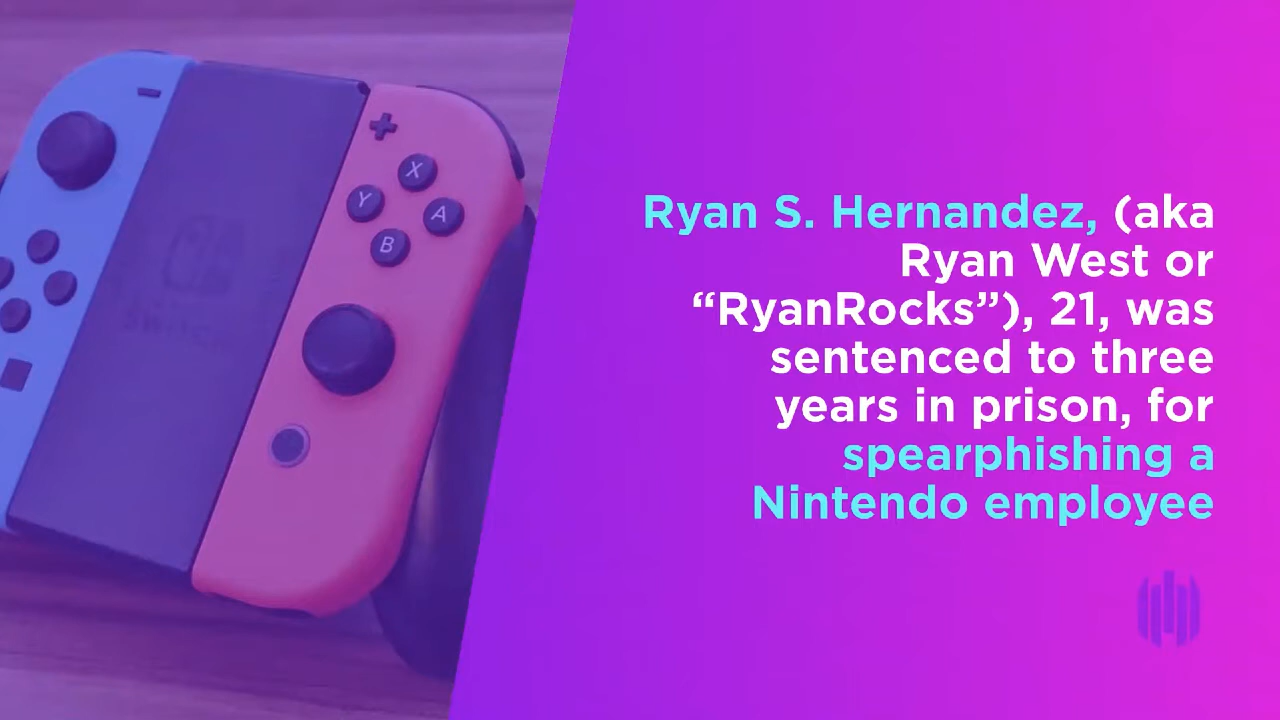 X
Y
A
B
Ryan S. Hernandez, (aka
Ryan West or
“RyanRocks”), 21, was
sentenced to three
years in prison, for
spearphishing a
Nintendo employee